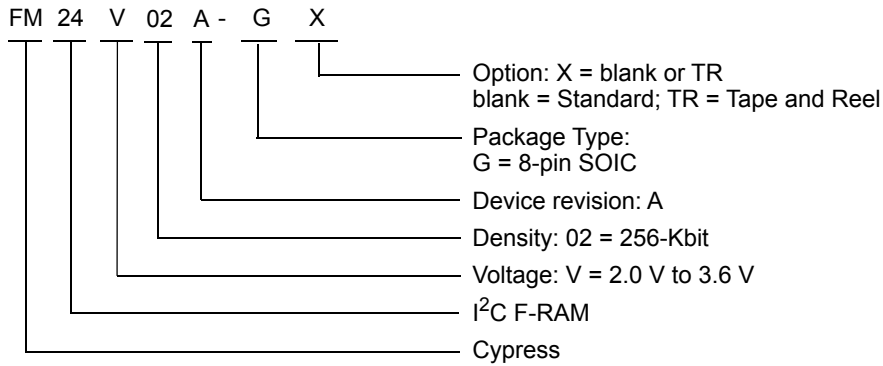 FM 24 V 02 A - G X
Option: X = blank or TR
blank = Standard; TR = Tape and Reel
Package Type:
G = 8-pin SOIC
Device revision: A
Density: 02 = 256-Kbit
Voltage: V = 2.0 V to 3.6 V
I²C F-RAM
Cypress